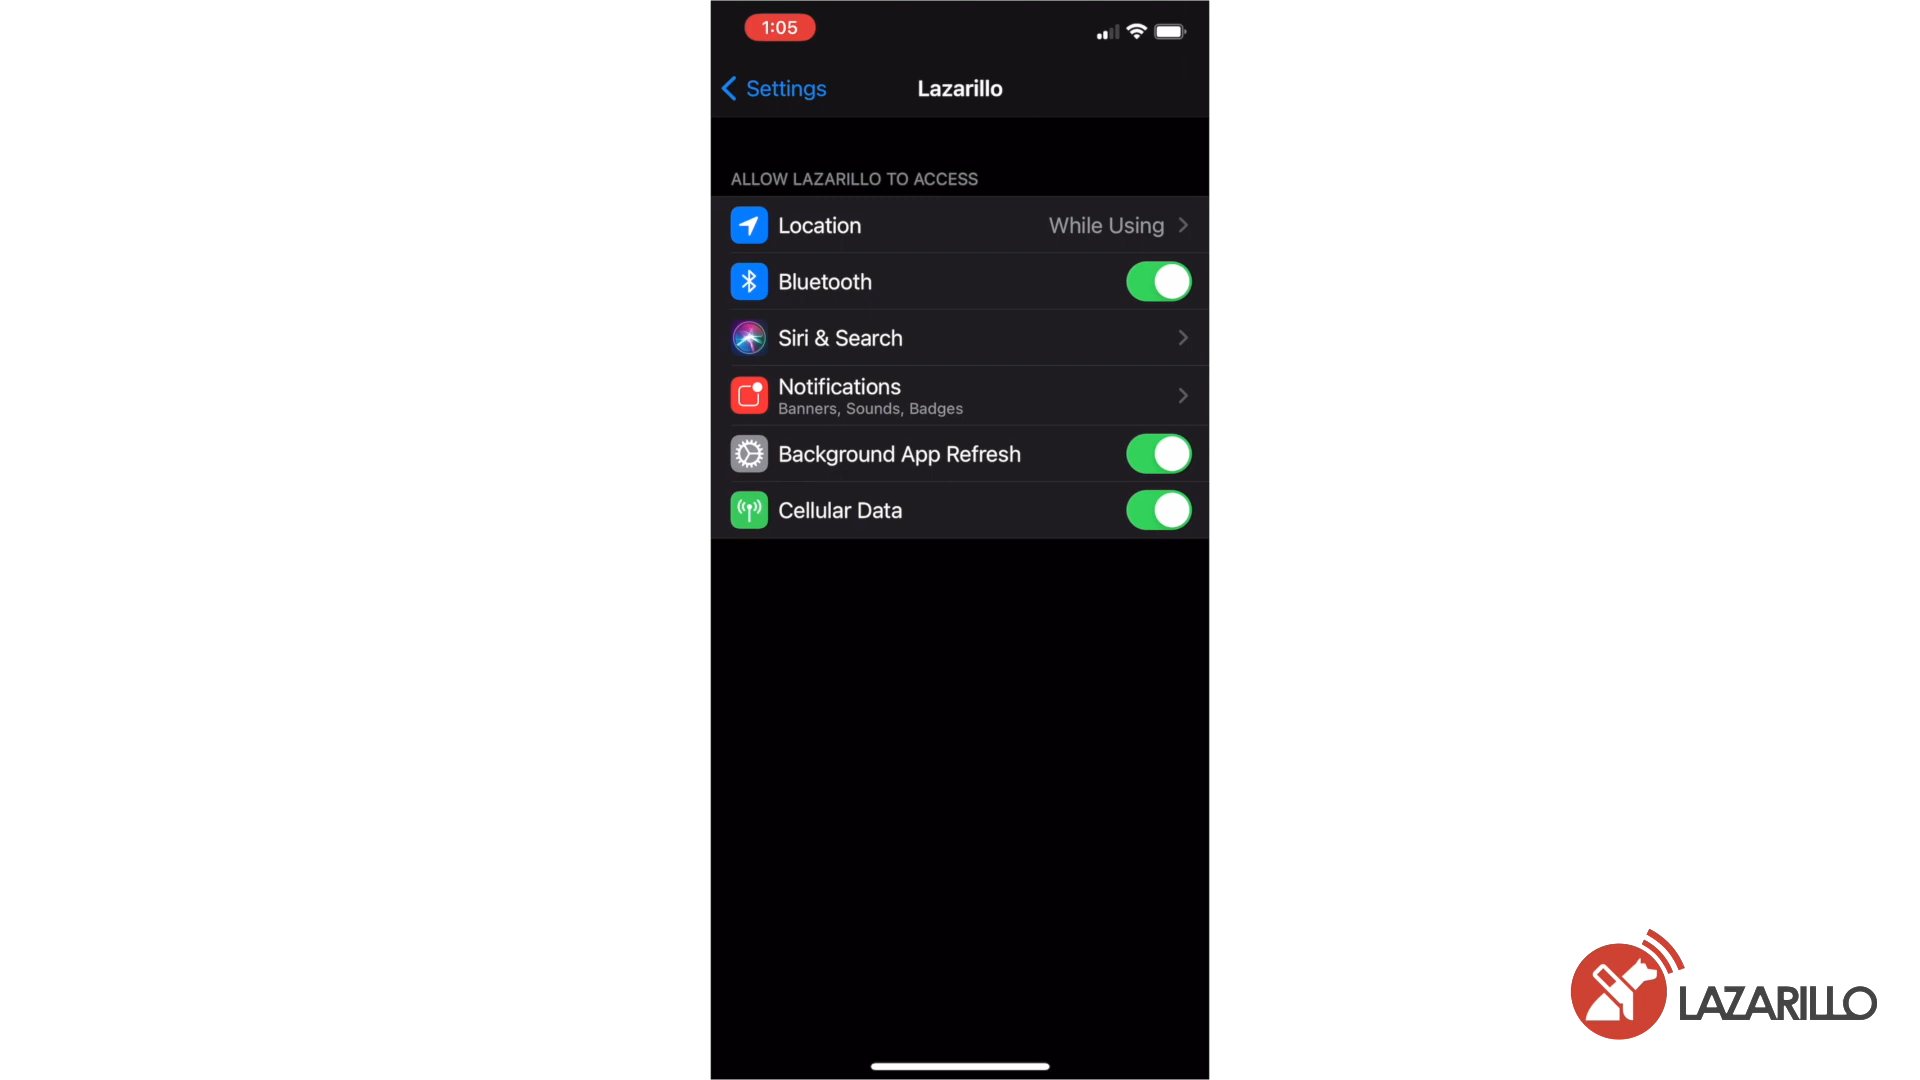 1:05
Settings
Lazarillo
ALLOW LAZARILLO TO ACCESS
Location While Using
Bluetooth
Siri & Search
Notifications
Banners, Sounds, Badges
Background App Refresh
Cellular Data
LAZARILLO